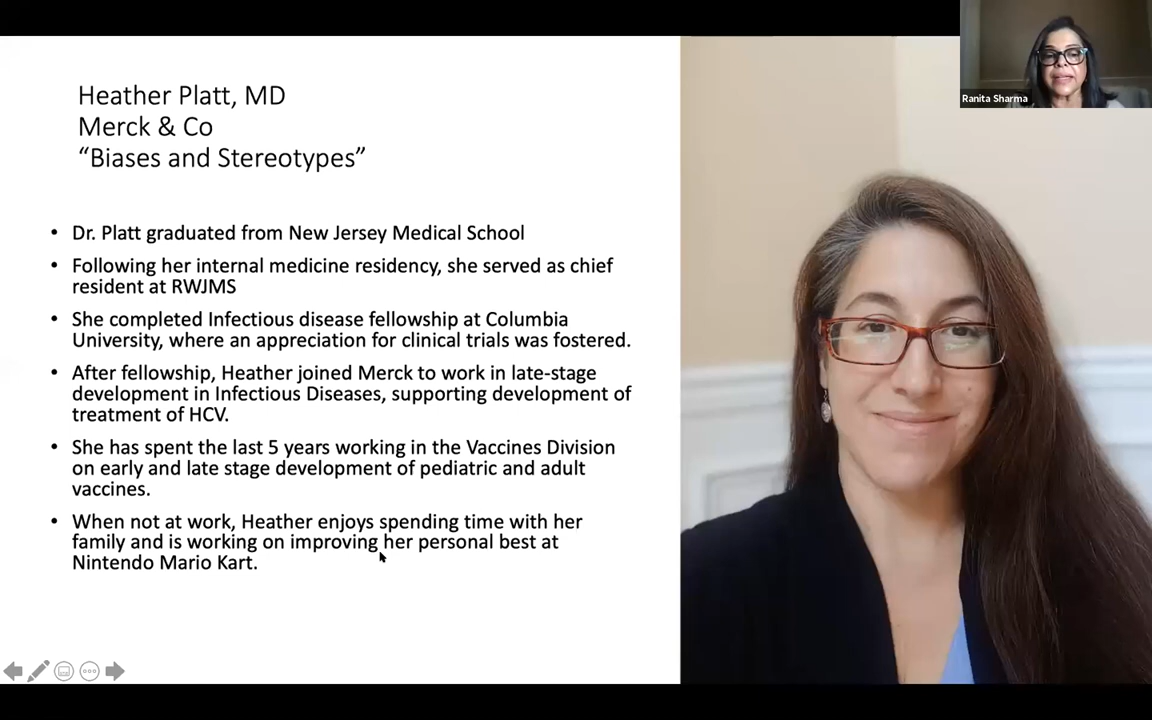 Heather Platt, MD
Merck & Co
“Biases and Stereotypes”
• Dr. Platt graduated from New Jersey Medical School
• Following her internal medicine residency, she served as chief
resident at RWJMS
• She completed Infectious disease fellowship at Columbia
University, where an appreciation for clinical trials was fostered.
• After fellowship, Heather joined Merck to work in late-stage
development in Infectious Diseases, supporting development of
treatment of HCV.
• She has spent the last 5 years working in the Vaccines Division
on early and late stage development of pediatric and adult
vaccines.
• When not at work, Heather enjoys spending time with her
family and is working on improving her personal best at
Nintendo Mario Kart.
Ranita Sharma